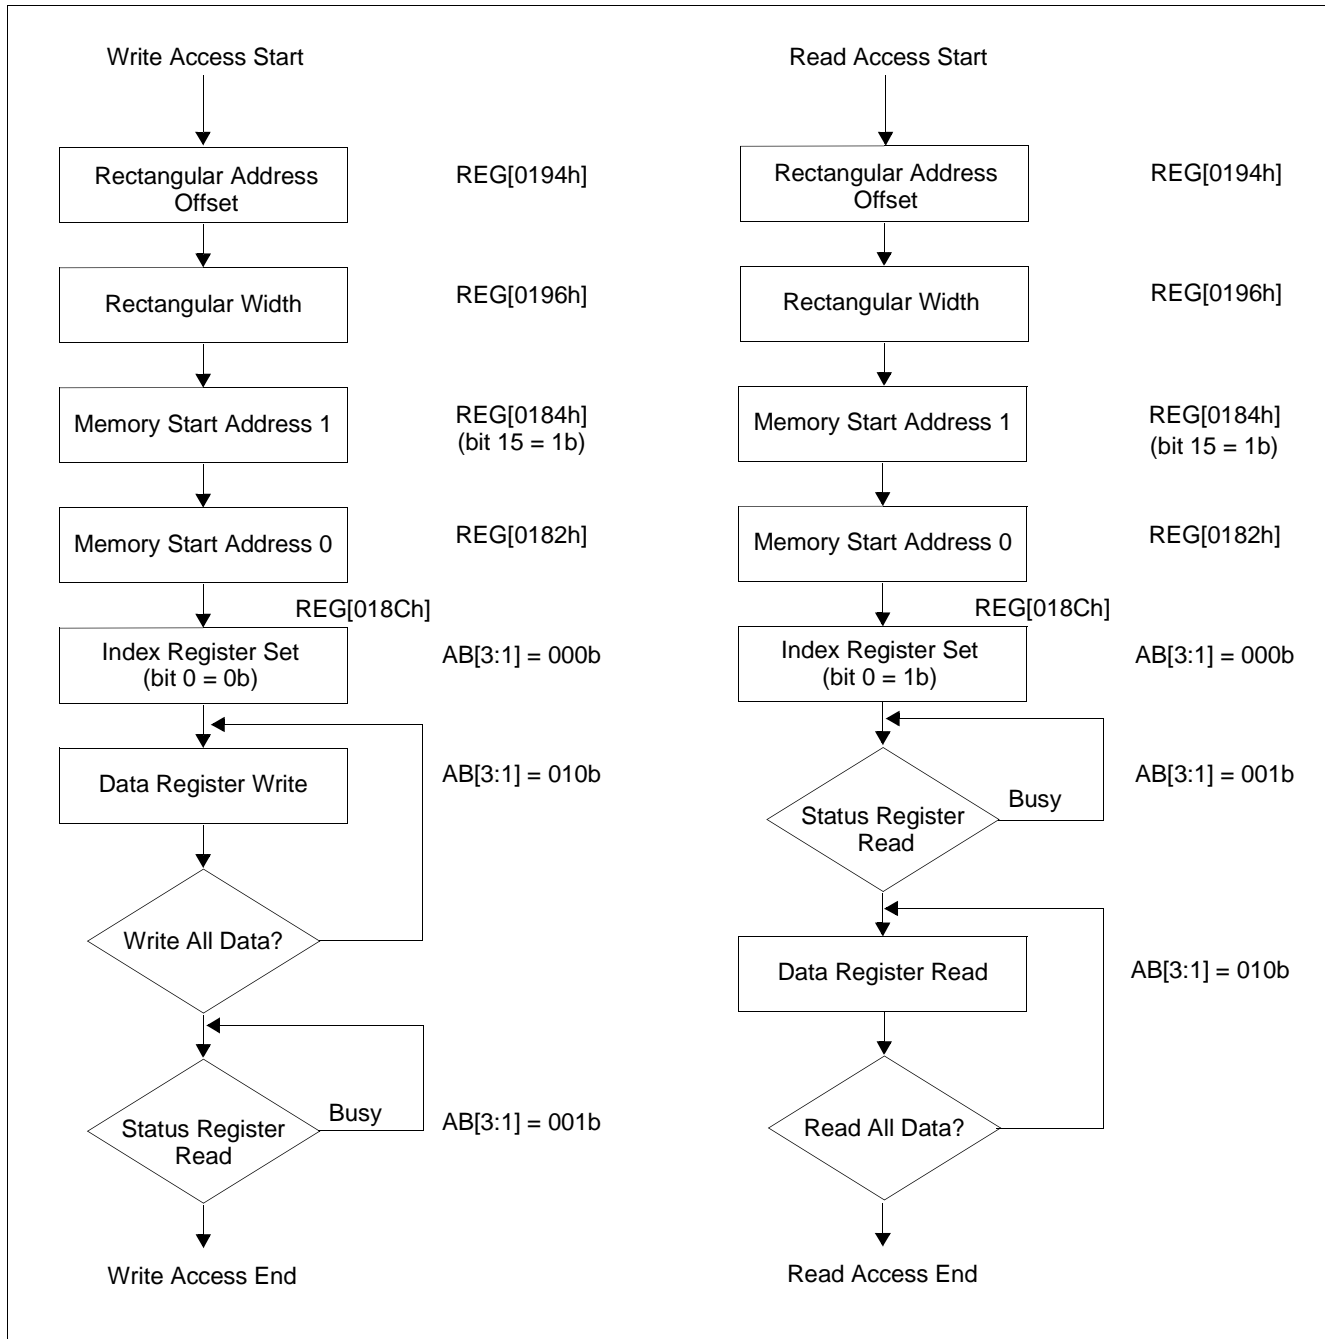 Write Access Start
Rectangular Address
Offset
REG[0194h]
Rectangular Width
REG[0196h]
Memory Start Address 1
REG[0184h]
(bit 15 = 1b)
Memory Start Address 0
REG[0182h]
REG[018Ch]
Index Register Set
(bit 0 = 0b)
AB[3:1] = 000b
Data Register Write
AB[3:1] = 010b
Write All Data?
Status Register
Read
Busy
AB[3:1] = 001b
Write Access End
Read Access Start
Rectangular Address
Offset
REG[0194h]
Rectangular Width
REG[0196h]
Memory Start Address 1
REG[0184h]
(bit 15 = 1b)
Memory Start Address 0
REG[0182h]
REG[018Ch]
Index Register Set
(bit 0 = 1b)
AB[3:1] = 000b
Status Register
Read
Busy
AB[3:1] = 001b
Data Register Read
AB[3:1] = 010b
Read All Data?
Read Access End